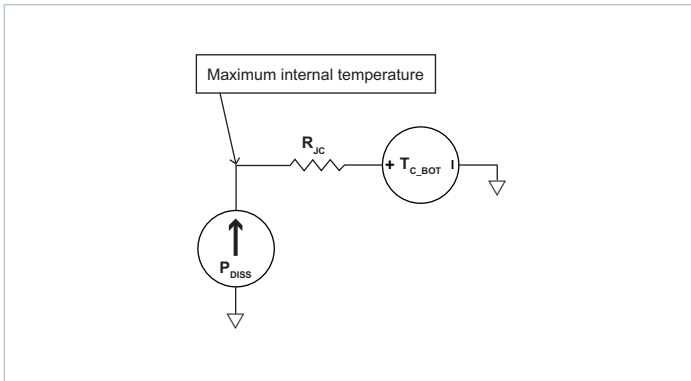 Maximum internal temperature
R_JC
+ T_C_BOT –
P_DISS